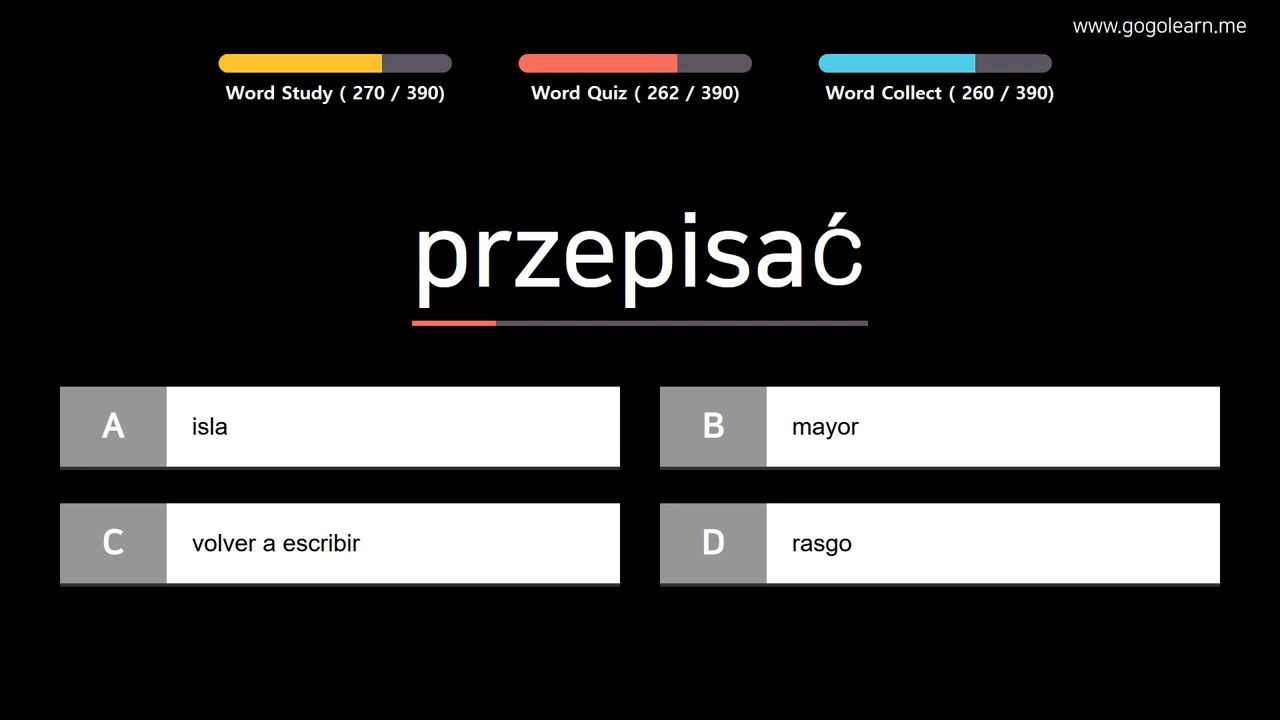 www.gogolearn.me
Word Study ( 270 / 390)
Word Quiz ( 262 / 390)
Word Collect ( 260 / 390)
przepisać
A isla
B mayor
C volver a escribir
D rasgo